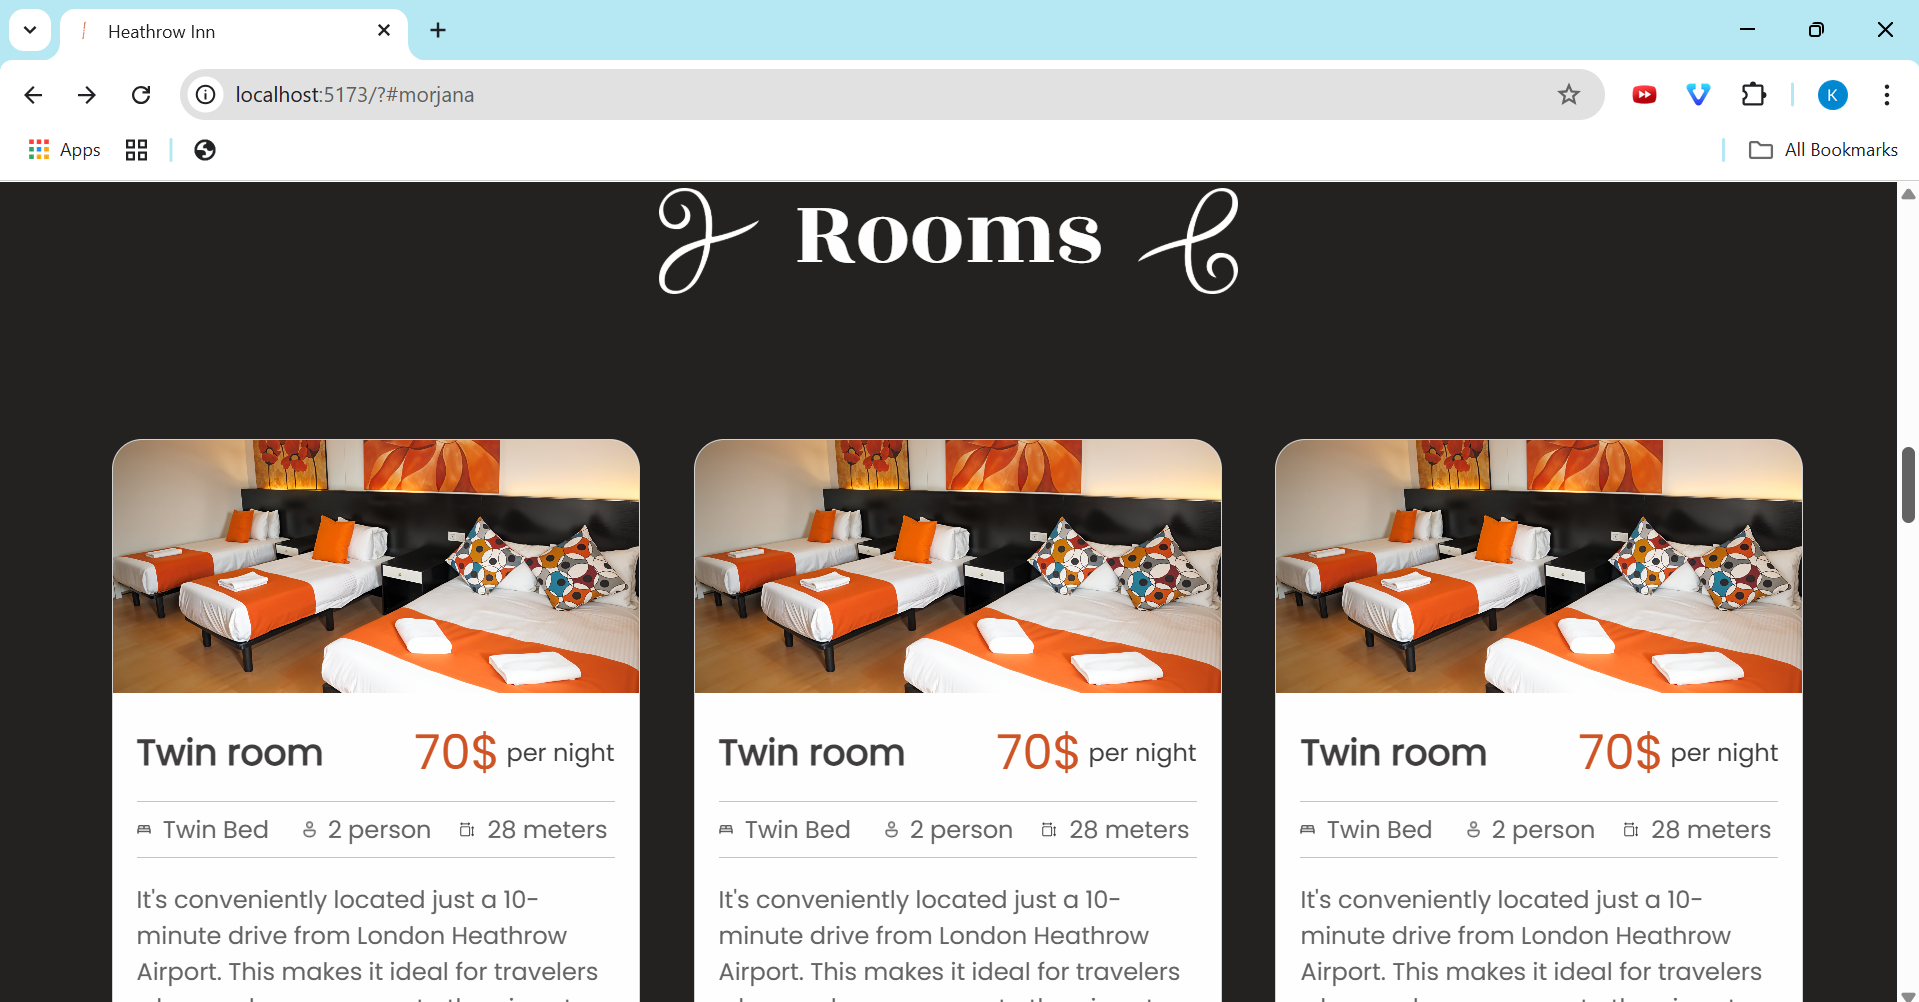 Heathrow Inn
localhost:5173/?#morjana
K
Apps
All Bookmarks
Rooms
Twin room 70$ per night
Twin Bed 2 person 28 meters
It's conveniently located just a 10-
minute drive from London Heathrow
Airport. This makes it ideal for travelers
Twin room 70$ per night
Twin Bed 2 person 28 meters
It's conveniently located just a 10-
minute drive from London Heathrow
Airport. This makes it ideal for travelers
Twin room 70$ per night
Twin Bed 2 person 28 meters
It's conveniently located just a 10-
minute drive from London Heathrow
Airport. This makes it ideal for travelers